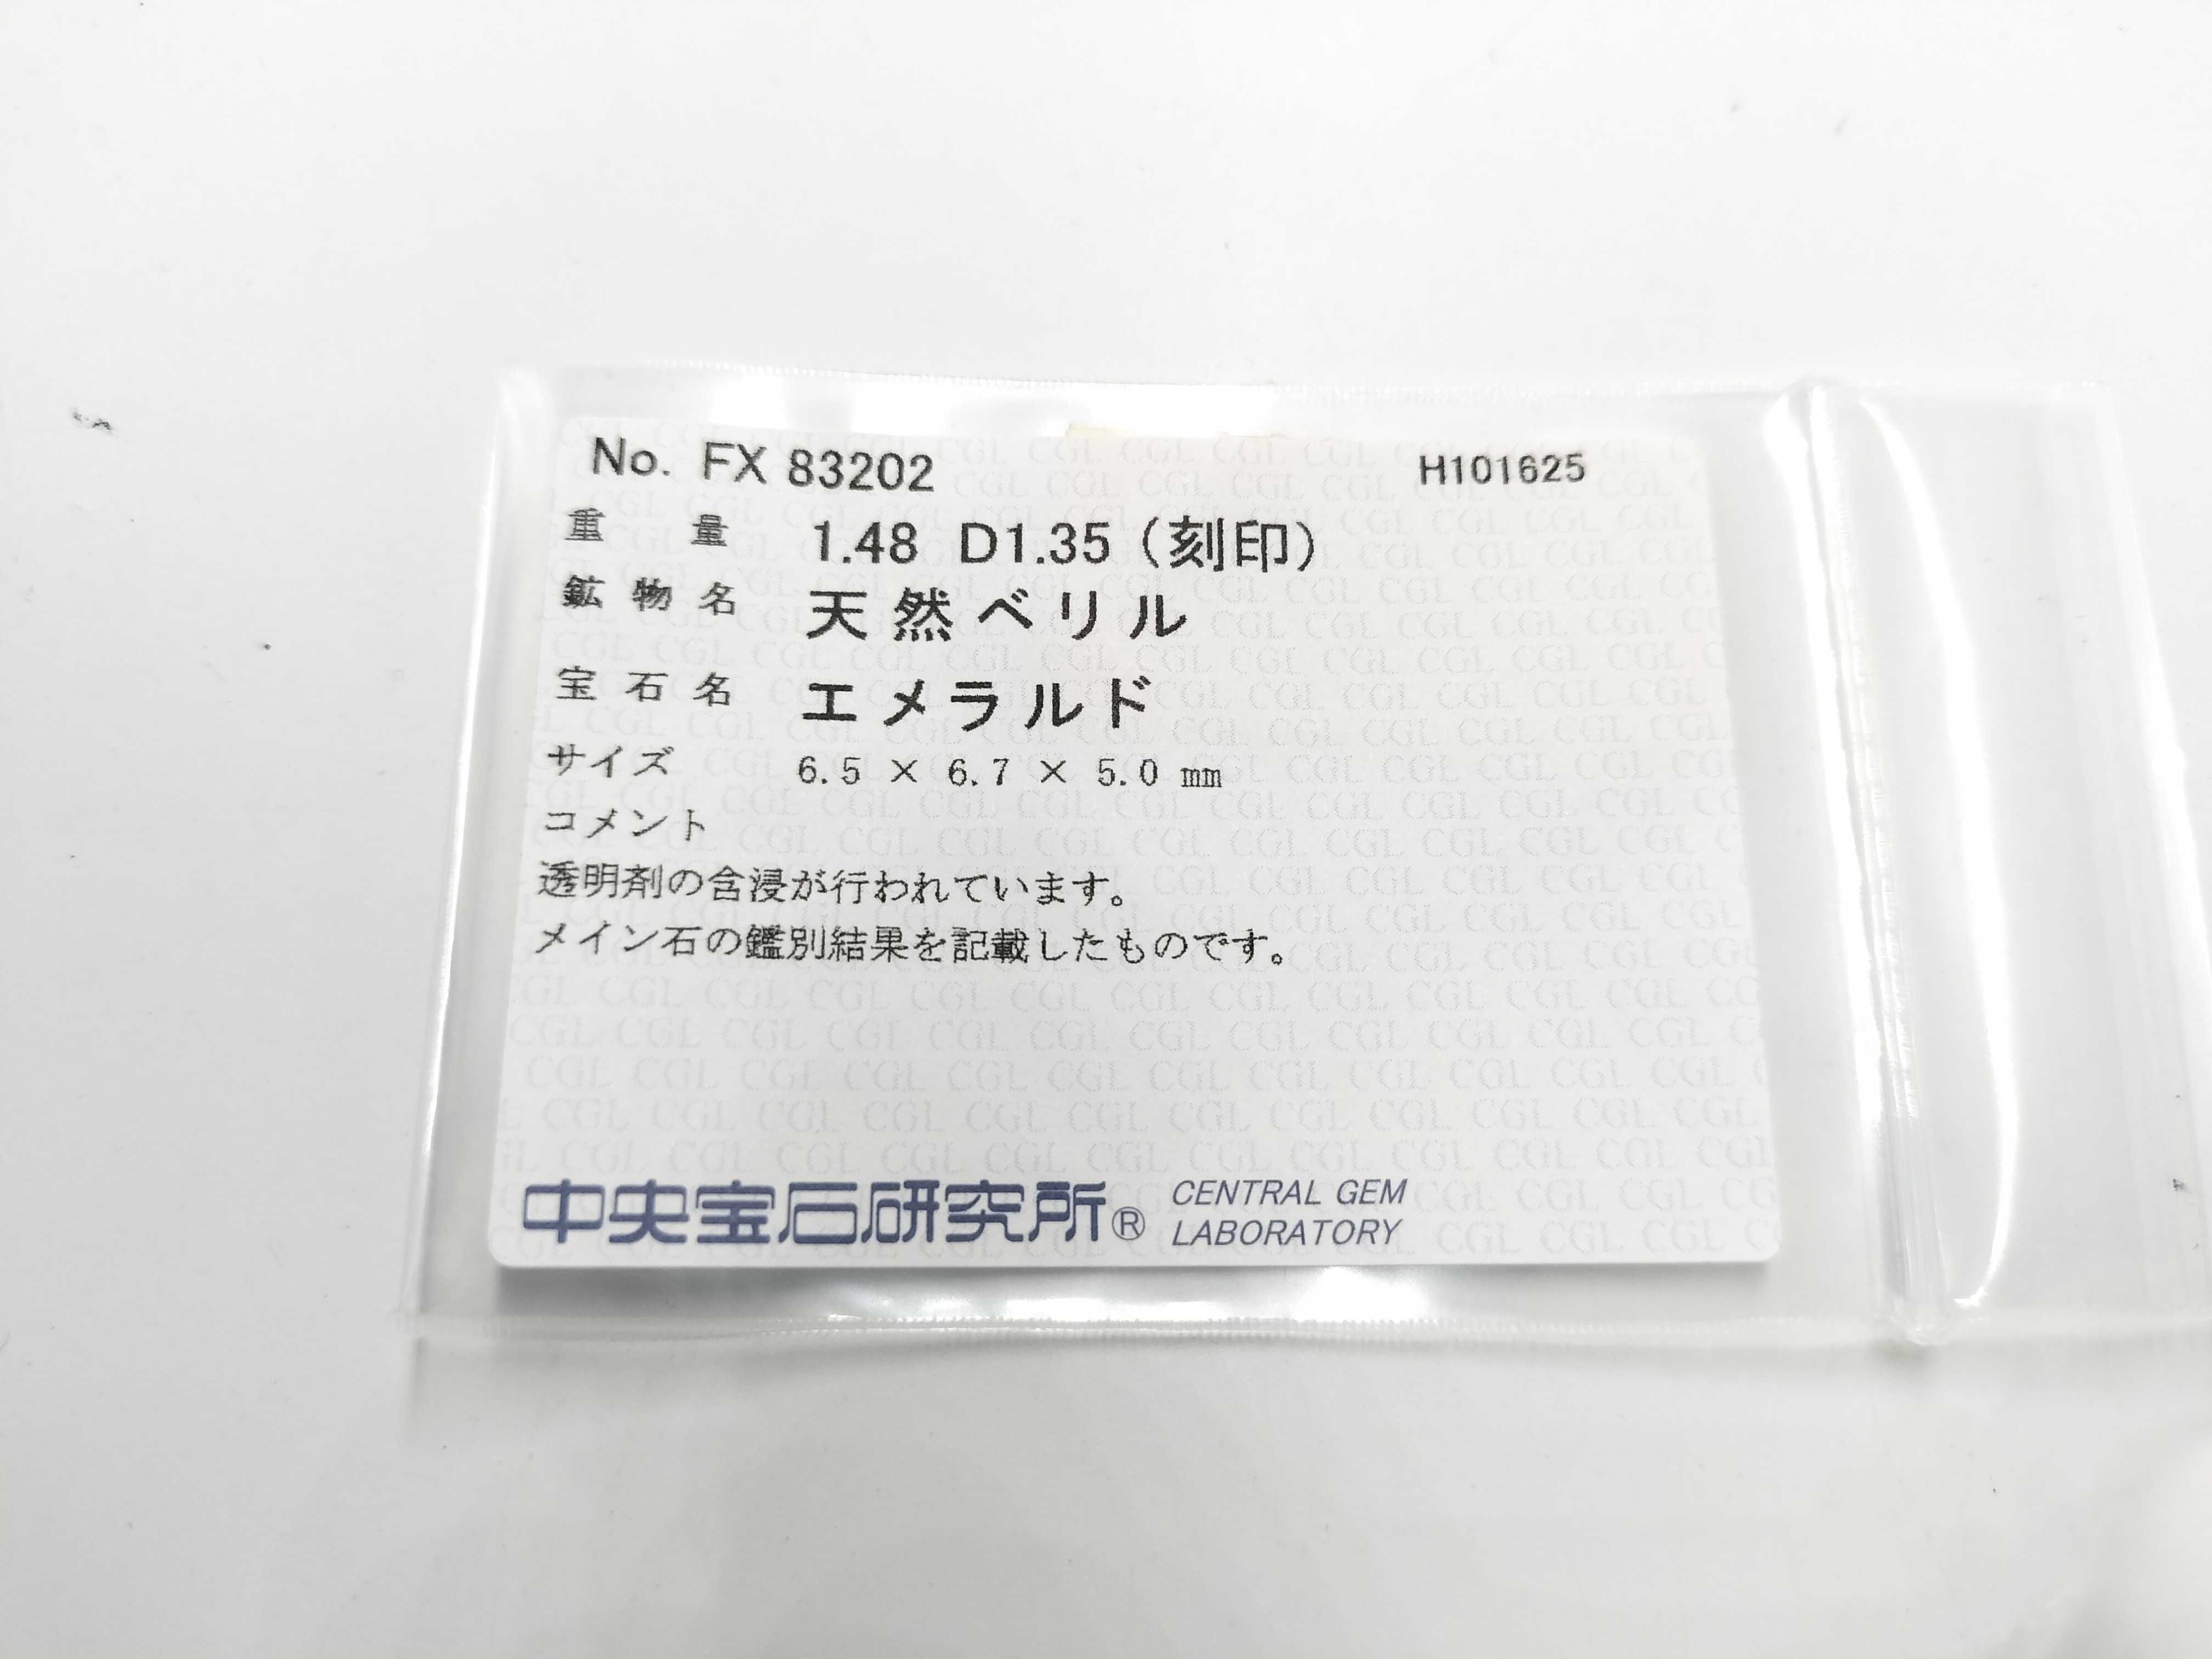 No. FX 83202 H101625
重量 1.48 D1.35（刻印）
鉱物名 天然ベリル
宝石名 エメラルド
サイズ 6.5 × 6.7 × 5.0 mm
コメント
透明剤の含浸が行われています。
メイン石の鑑別結果を記載したものです。
中央宝石研究所® CENTRAL GEM
LABORATORY